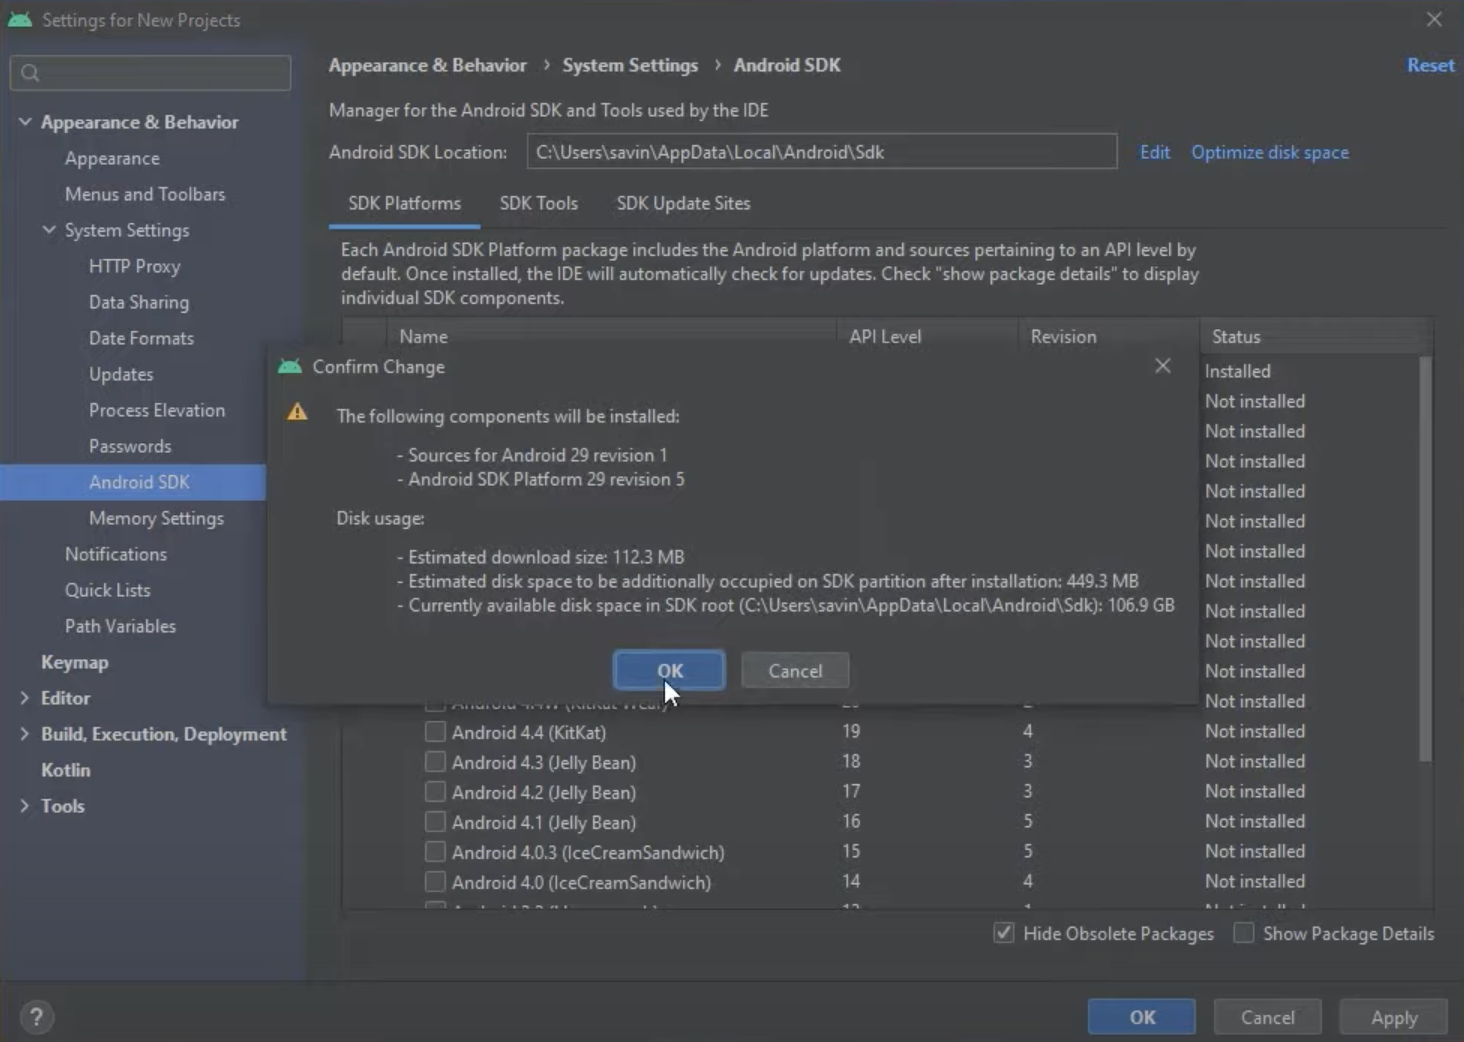 Settings for New Projects
Appearance & Behavior › System Settings › Android SDK
Reset
Manager for the Android SDK and Tools used by the IDE
Android SDK Location: C:\Users\savin\AppData\Local\Android\Sdk Edit Optimize disk space
SDK Platforms SDK Tools SDK Update Sites
Each Android SDK Platform package includes the Android platform and sources pertaining to an API level by
default. Once installed, the IDE will automatically check for updates. Check "show package details" to display
individual SDK components.
Appearance & Behavior
Appearance
Menus and Toolbars
System Settings
HTTP Proxy
Data Sharing
Date Formats
Updates
Process Elevation
Passwords
Android SDK
Memory Settings
Notifications
Quick Lists
Path Variables
Keymap
Editor
Build, Execution, Deployment
Kotlin
Tools
Name API Level Revision Status
Installed
Not installed
Not installed
Not installed
Not installed
Not installed
Not installed
Not installed
Not installed
Not installed
Not installed
Confirm Change
The following components will be installed:
- Sources for Android 29 revision 1
- Android SDK Platform 29 revision 5
Disk usage:
- Estimated download size: 112.3 MB
- Estimated disk space to be additionally occupied on SDK partition after installation: 449.3 MB
- Currently available disk space in SDK root (C:\Users\savin\AppData\Local\Android\Sdk): 106.9 GB
OK Cancel
Not installed
Android 4.4 (KitKat) 19 4 Not installed
Android 4.3 (Jelly Bean) 18 3 Not installed
Android 4.2 (Jelly Bean) 17 3 Not installed
Android 4.1 (Jelly Bean) 16 5 Not installed
Android 4.0.3 (IceCreamSandwich) 15 5 Not installed
Android 4.0 (IceCreamSandwich) 14 4 Not installed
Hide Obsolete Packages Show Package Details
? OK Cancel Apply